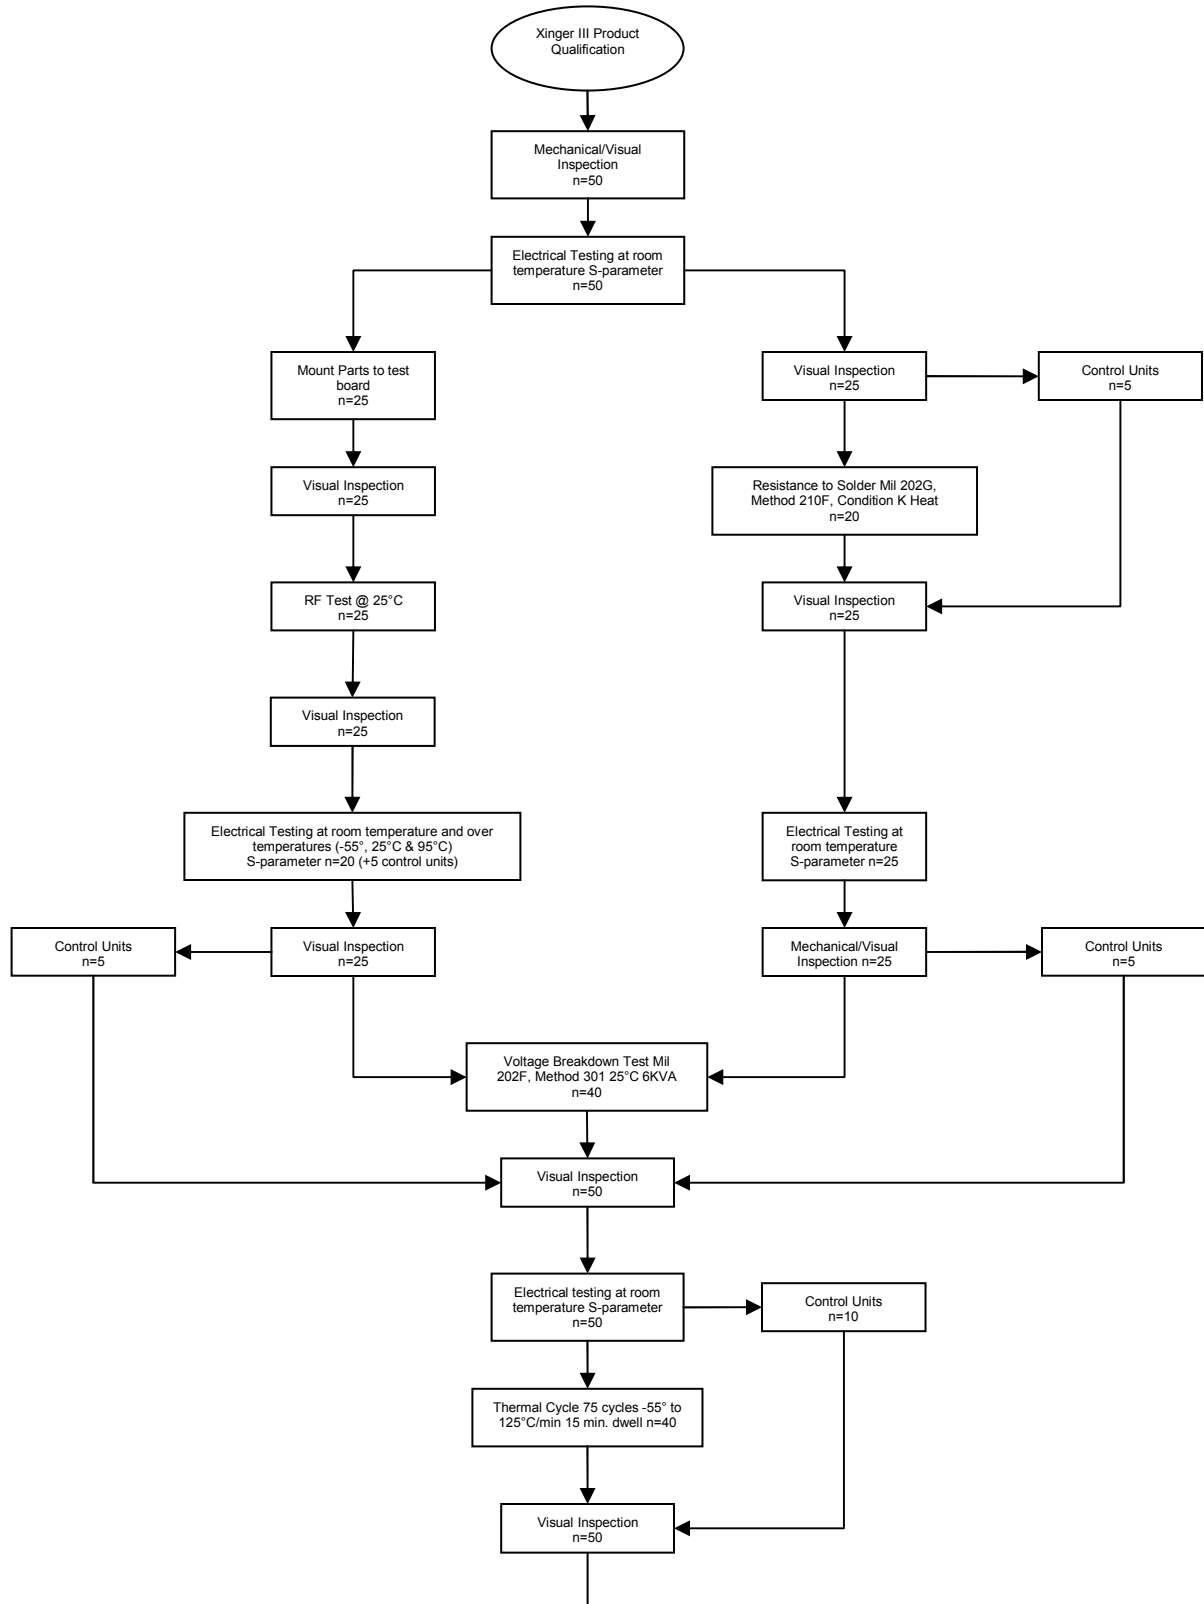 Xinger III Product
Qualification
Mechanical/Visual
Inspection
n=50
Electrical Testing at room
temperature S-parameter
n=50
Mount Parts to test
board
n=25
Visual Inspection
n=25
Control Units
n=5
Visual Inspection
n=25
Resistance to Solder Mil 202G,
Method 210F, Condition K Heat
n=20
RF Test @ 25°C
n=25
Visual Inspection
n=25
Visual Inspection
n=25
Electrical Testing at room temperature and over
temperatures (-55°, 25°C & 95°C)
S-parameter n=20 (+5 control units)
Electrical Testing at
room temperature
S-parameter n=25
Control Units
n=5
Visual Inspection
n=25
Mechanical/Visual
Inspection n=25
Control Units
n=5
Voltage Breakdown Test Mil
202F, Method 301 25°C 6KVA
n=40
Visual Inspection
n=50
Electrical testing at room
temperature S-parameter
n=50
Control Units
n=10
Thermal Cycle 75 cycles -55° to
125°C/min 15 min. dwell n=40
Visual Inspection
n=50